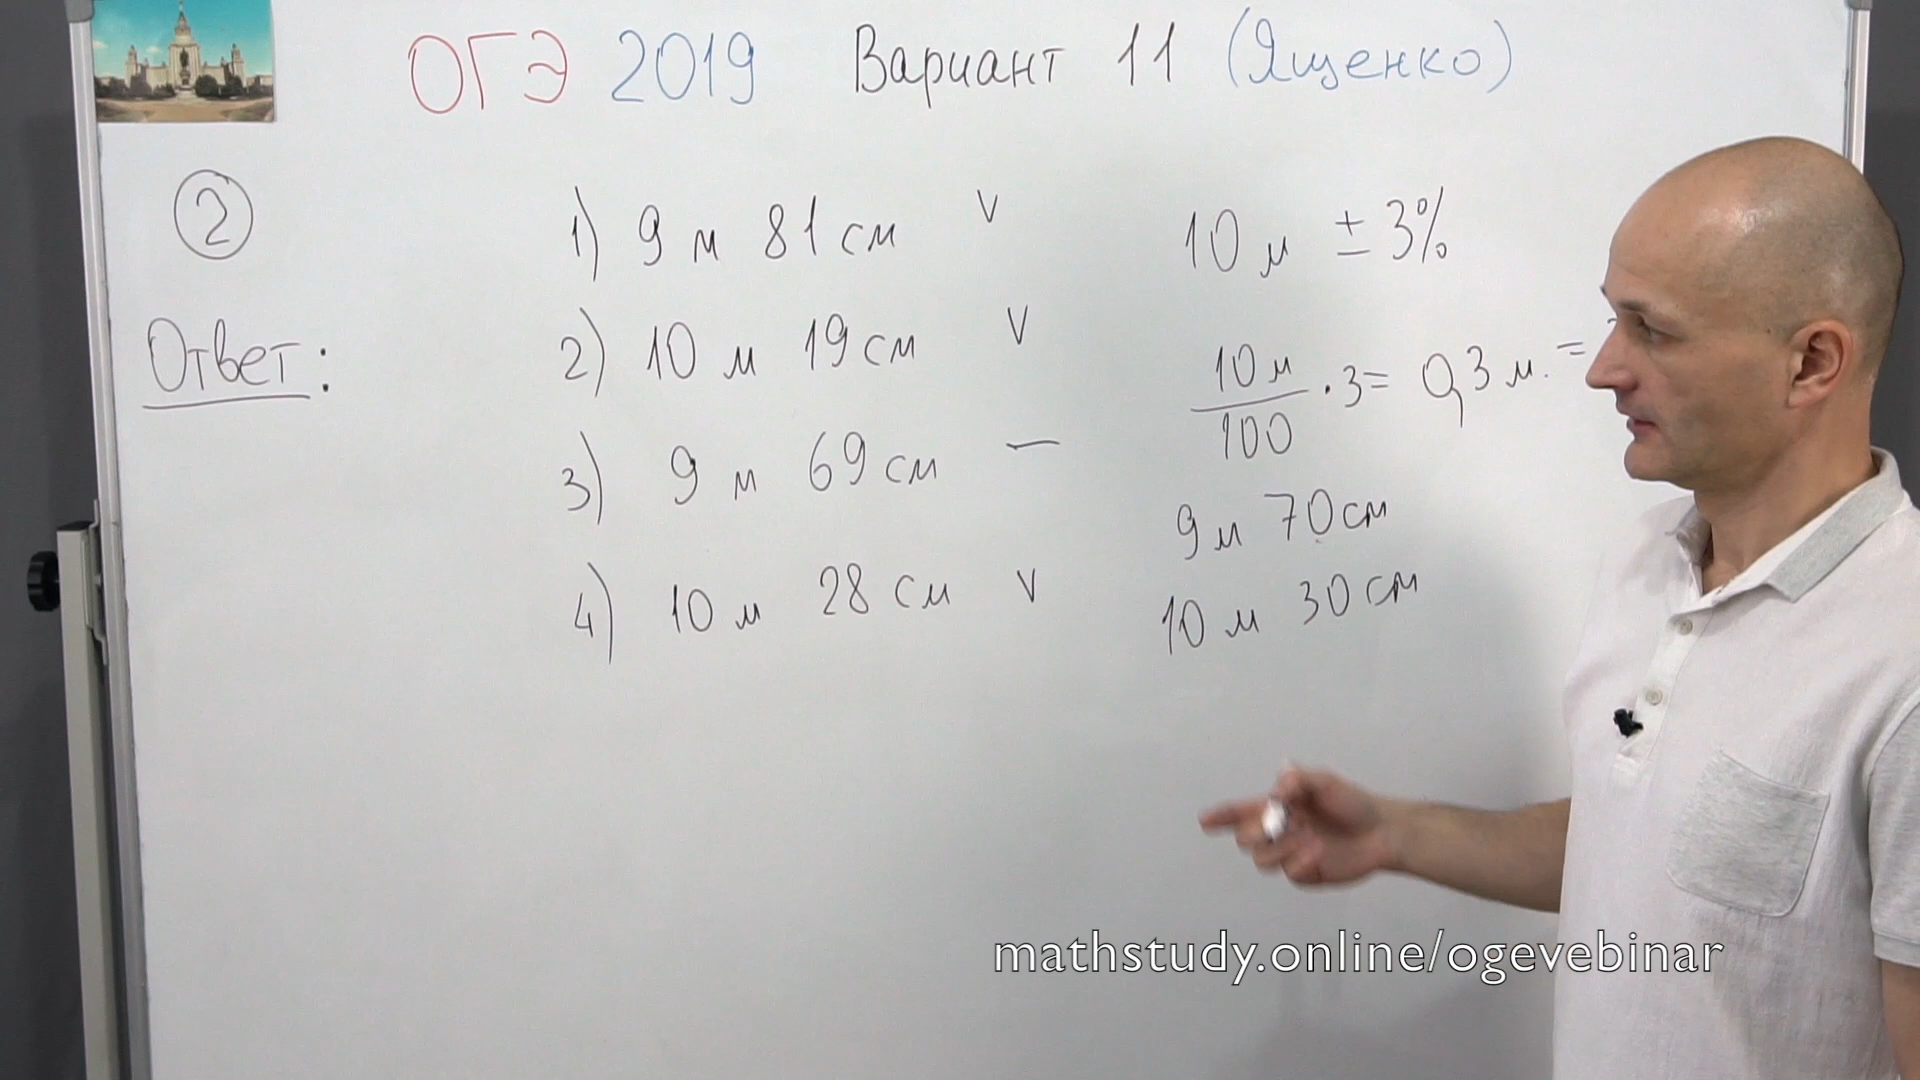 ОГЭ 2019 Вариант 11 (Ященко)
2
Ответ:
1) 9 м 81 см v
2) 10 м 19 см v
3) 9 м 69 см —
4) 10 м 28 см v
10 м ± 3%
10 м / 100 · 3 = 0,3 м. =
9 м 70 см
10 м 30 см
mathstudy.online/ogevebinar